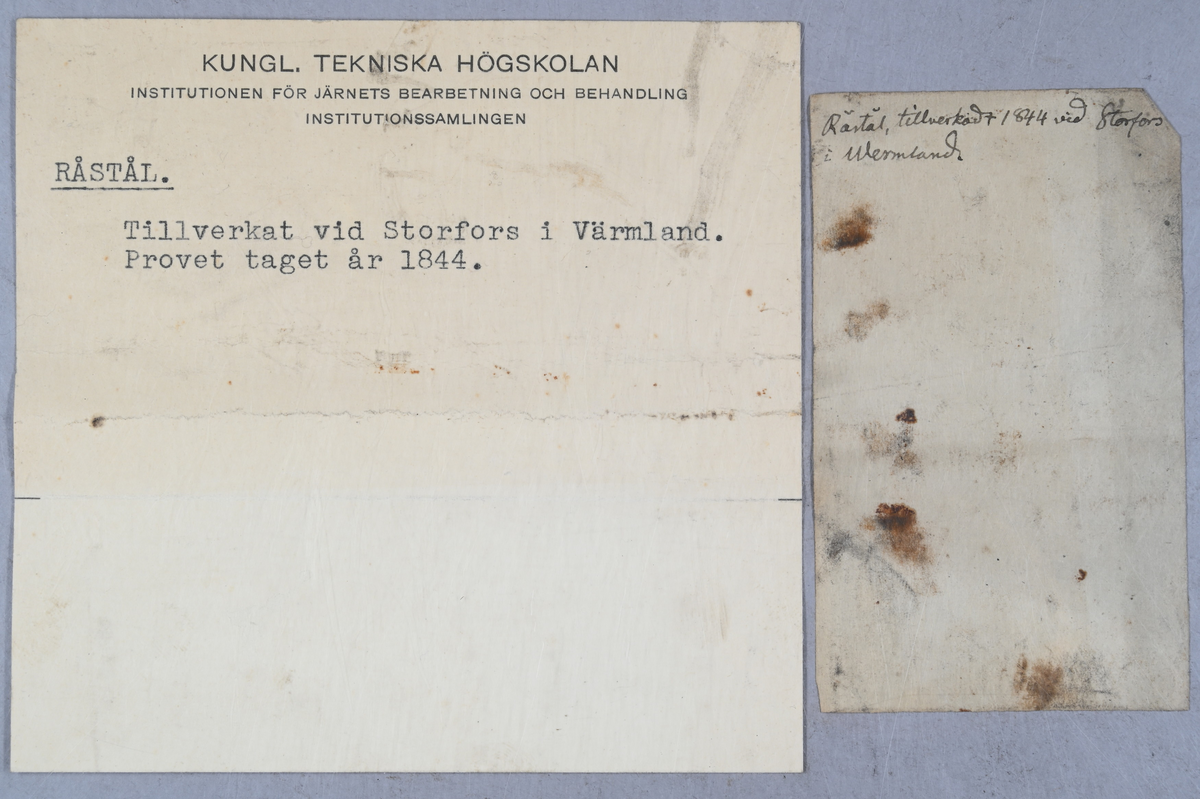 KUNGL. TEKNISKA HÖGSKOLAN
INSTITUTIONEN FÖR JÄRNETS BEARBETNING OCH BEHANDLING
INSTITUTIONSSAMLINGEN
RÅSTÅL.
Tillverkat vid Storfors i Värmland.
Provet taget år 1844.
Råstål, tillverkadt 1844 vid Storfors
i Wermland.